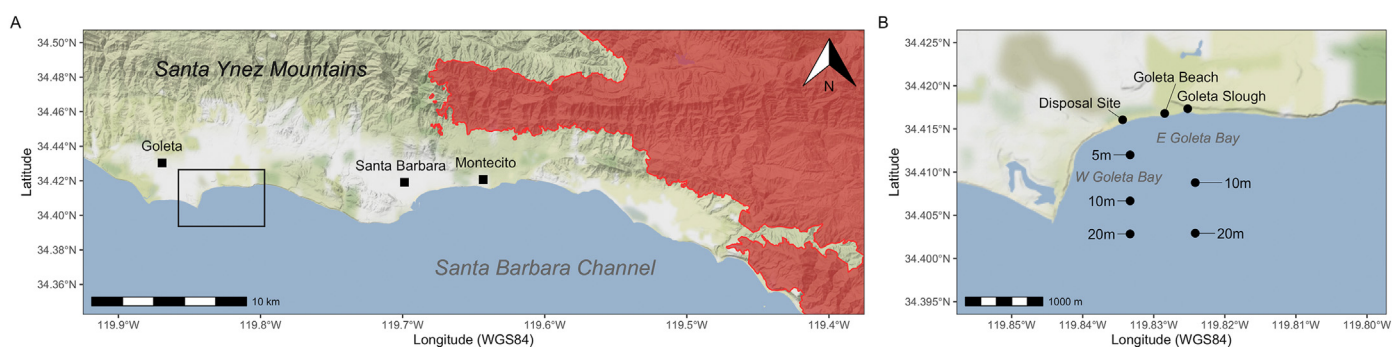 A
Latitude
34.50°N
34.48°N
34.46°N
34.44°N
34.42°N
34.40°N
34.38°N
34.36°N
Santa Ynez Mountains
N
Goleta
Santa Barbara
Montecito
Santa Barbara Channel
10 km
119.9°W 119.8°W 119.7°W 119.6°W 119.5°W 119.4°W
Longitude (WGS84)
B
Latitude
34.425°N
34.420°N
34.415°N
34.410°N
34.405°N
34.400°N
34.395°N
Goleta Beach
Goleta Slough
Disposal Site
E Goleta Bay
5m
W Goleta Bay
10m
10m
20m
20m
1000 m
119.85°W 119.84°W 119.83°W 119.82°W 119.81°W 119.80°W
Longitude (WGS84)